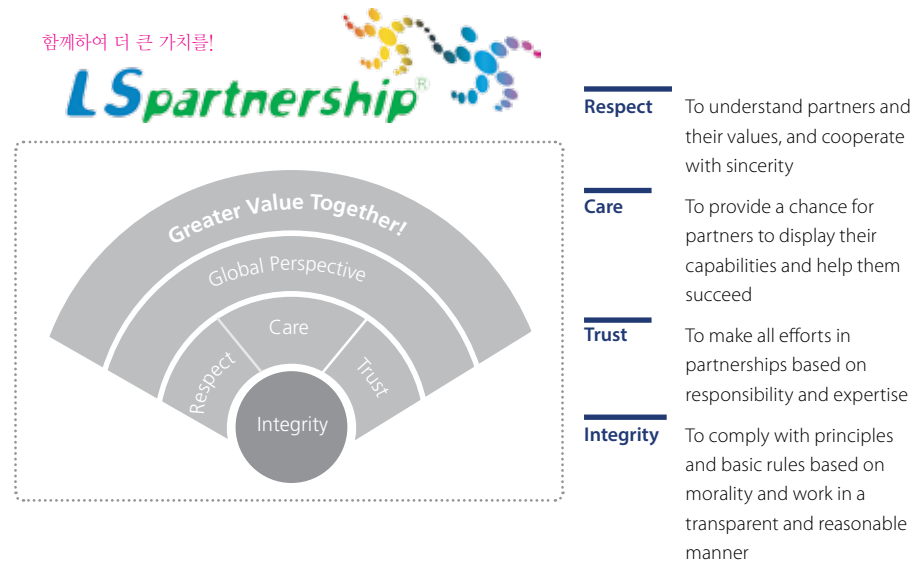 함께하여 더 큰 가치를!
LSpartnership®
Greater Value Together!
Global Perspective
Care
Respect
Trust
Integrity
Respect
To understand partners and
their values, and cooperate
with sincerity
Care
To provide a chance for
partners to display their
capabilities and help them
succeed
Trust
To make all efforts in
partnerships based on
responsibility and expertise
Integrity
To comply with principles
and basic rules based on
morality and work in a
transparent and reasonable
manner